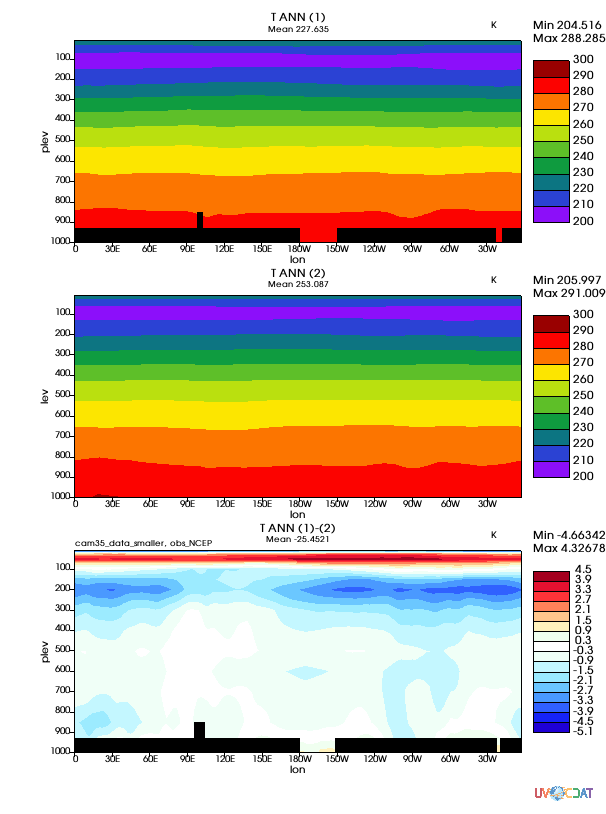 T ANN (1)
Mean 227.635
K
Min 204.516
Max 288.285
plev
100
200
300
400
500
600
700
800
900
1000
0 30E 60E 90E 120E 150E 180W 150W 120W 90W 60W 30W
lon
300
290
280
270
260
250
240
230
220
210
200
T ANN (2)
Mean 253.087
K
Min 205.997
Max 291.009
lev
100
200
300
400
500
600
700
800
900
1000
0 30E 60E 90E 120E 150E 180W 150W 120W 90W 60W 30W
lon
300
290
280
270
260
250
240
230
220
210
200
T ANN (1)-(2)
cam35_data_smaller, obs_NCEP
Mean -25.4521
K
Min -4.66342
Max 4.32678
plev
100
200
300
400
500
600
700
800
900
1000
0 30E 60E 90E 120E 150E 180W 150W 120W 90W 60W 30W
lon
4.5
3.9
3.3
2.7
2.1
1.5
0.9
0.3
-0.3
-0.9
-1.5
-2.1
-2.7
-3.3
-3.9
-4.5
-5.1
UV CDAT